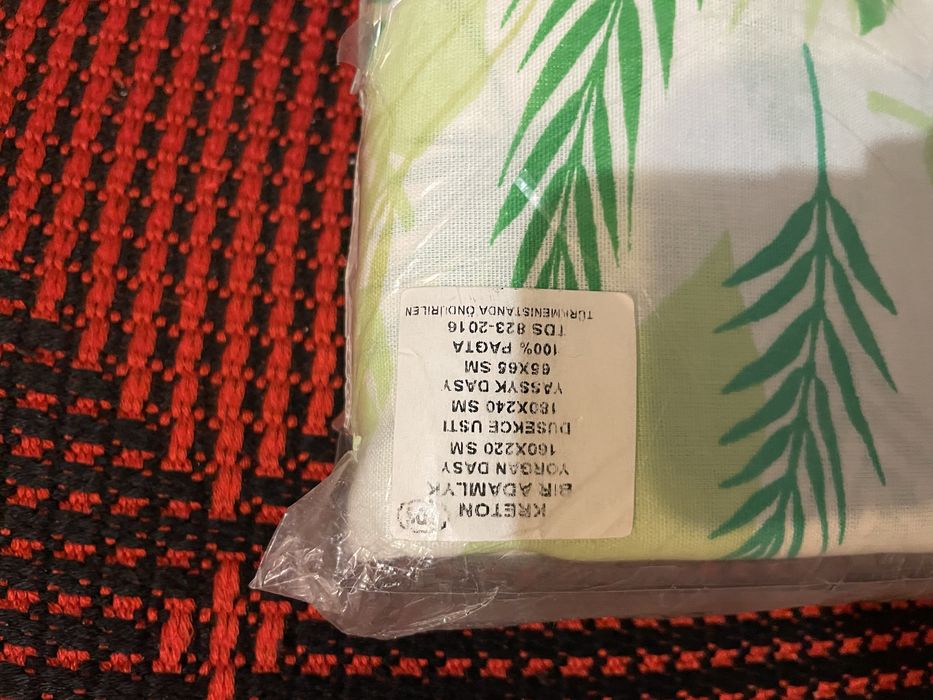 KRETON
BIR ADAMLYK
YORGAN DASY
160X220 SM
DUSEKCE USTI
180X240 SM
YASSYK DASY
65X65 SM
100% PAGTA
TDS 823-2016
TÜRKMENISTANDA ÖNDÜRILEN